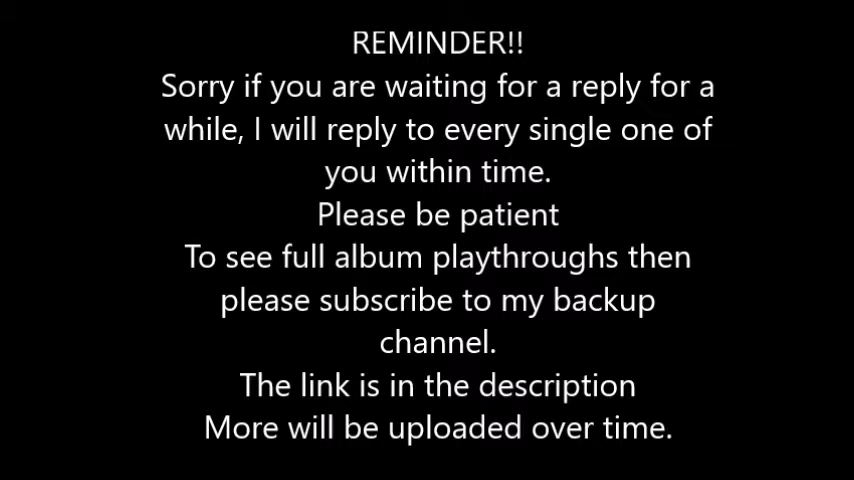 REMINDER!!
Sorry if you are waiting for a reply for a
while, I will reply to every single one of
you within time.
Please be patient
To see full album playthroughs then
please subscribe to my backup
channel.
The link is in the description
More will be uploaded over time.